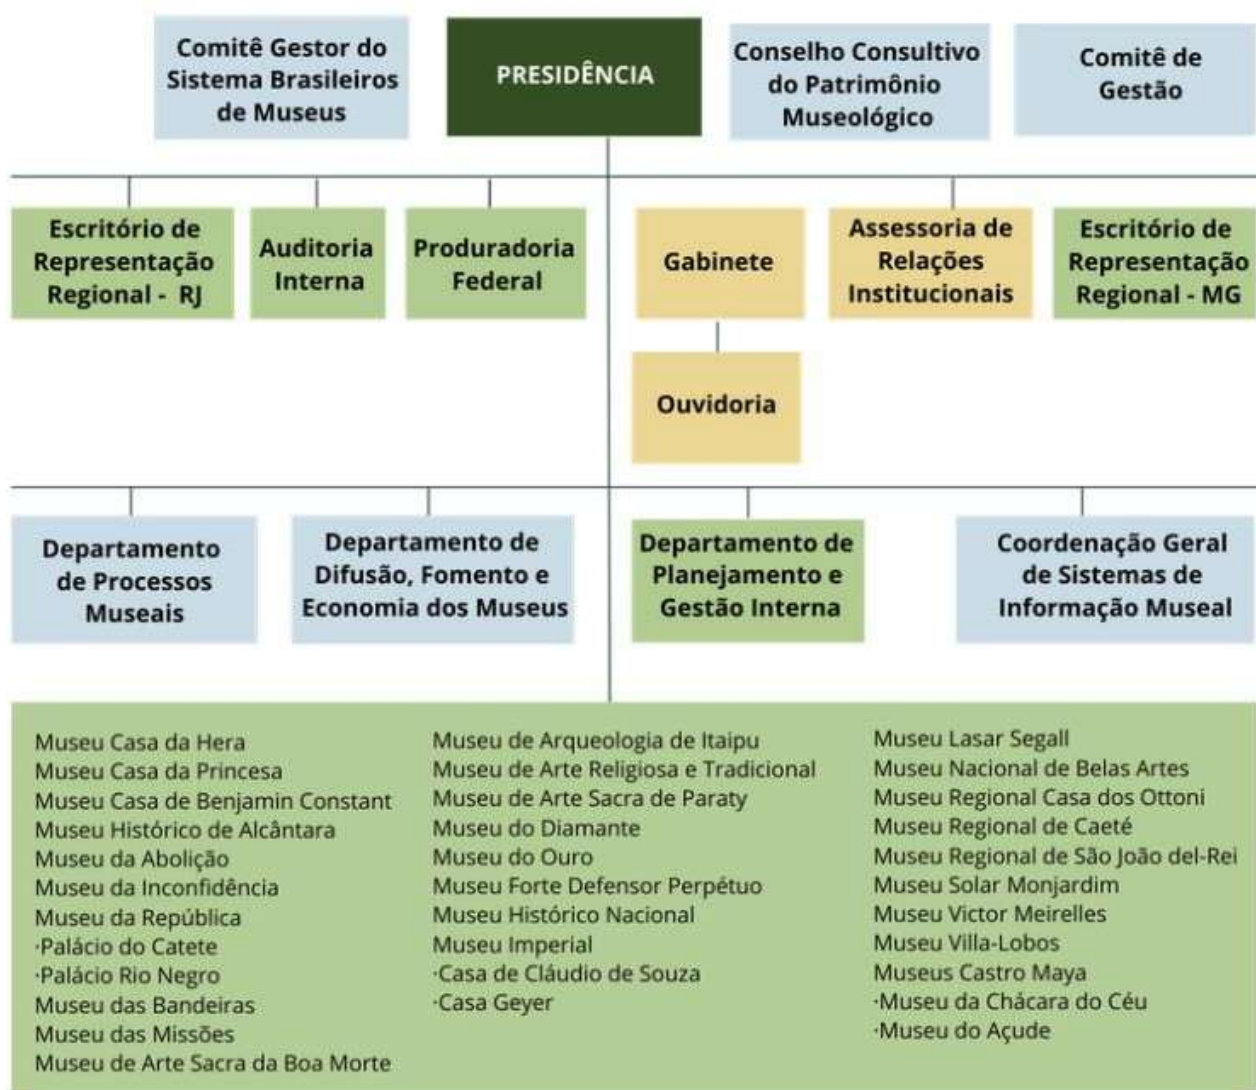 Comitê Gestor do
Sistema Brasileiros
de Museus
PRESIDÊNCIA
Conselho Consultivo
do Patrimônio
Museológico
Comitê de
Gestão
Escritório de
Representação
Regional - RJ
Auditoria
Interna
Produradoria
Federal
Gabinete
Assessoria de
Relações
Institucionais
Escritório de
Representação
Regional - MG
Ouvidoria
Departamento
de Processos
Museais
Departamento de
Difusão, Fomento e
Economia dos Museus
Departamento de
Planejamento e
Gestão Interna
Coordenação Geral
de Sistemas de
Informação Museal
Museu Casa da Hera
Museu Casa da Princesa
Museu Casa de Benjamin Constant
Museu Histórico de Alcântara
Museu da Abolição
Museu da Inconfidência
Museu da República
·Palácio do Catete
·Palácio Rio Negro
Museu das Bandeiras
Museu das Missões
Museu de Arte Sacra da Boa Morte
Museu de Arqueologia de Itaipu
Museu de Arte Religiosa e Tradicional
Museu de Arte Sacra de Paraty
Museu do Diamante
Museu do Ouro
Museu Forte Defensor Perpétuo
Museu Histórico Nacional
Museu Imperial
·Casa de Cláudio de Souza
·Casa Geyer
Museu Lasar Segall
Museu Nacional de Belas Artes
Museu Regional Casa dos Ottoni
Museu Regional de Caeté
Museu Regional de São João del-Rei
Museu Solar Monjardim
Museu Victor Meirelles
Museu Villa-Lobos
Museus Castro Maya
·Museu da Chácara do Céu
·Museu do Açude